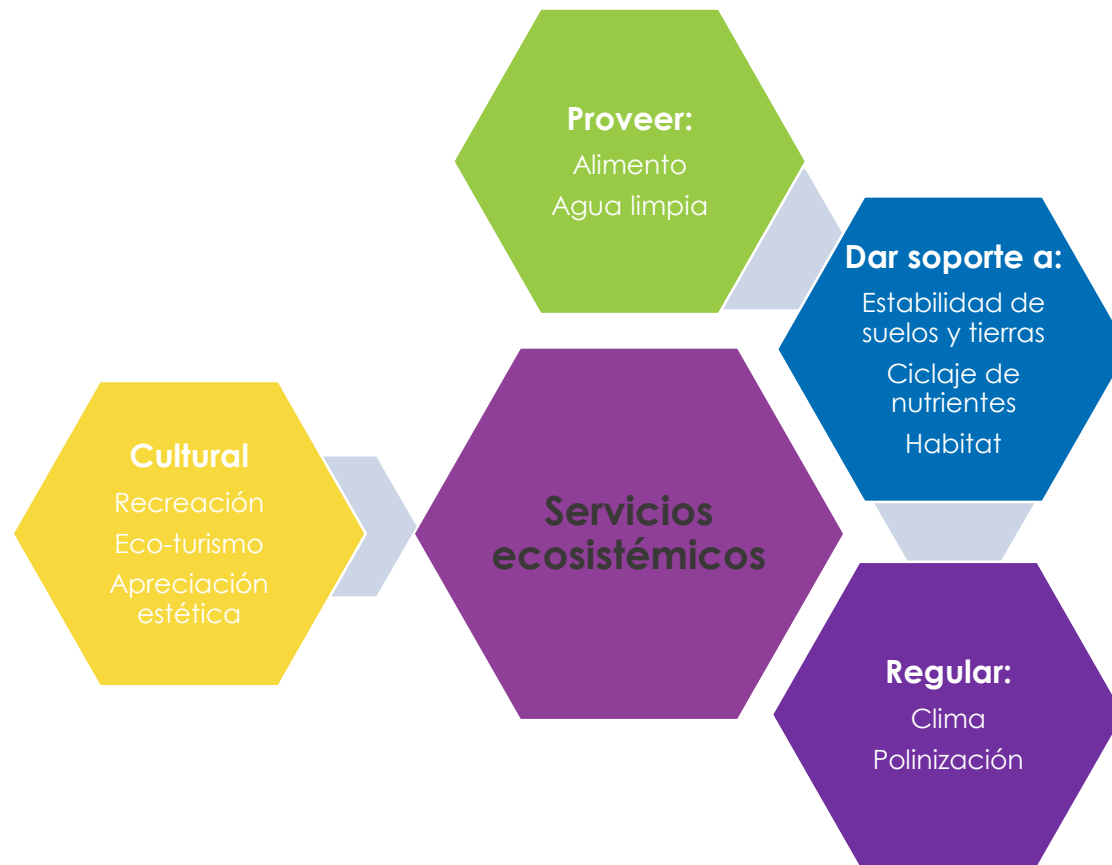 Proveer:
Alimento
Agua limpia
Dar soporte a:
Estabilidad de
suelos y tierras
Ciclaje de
nutrientes
Habitat
Cultural
Recreación
Eco-turismo
Apreciación
estética
Servicios
ecosistémicos
Regular:
Clima
Polinización